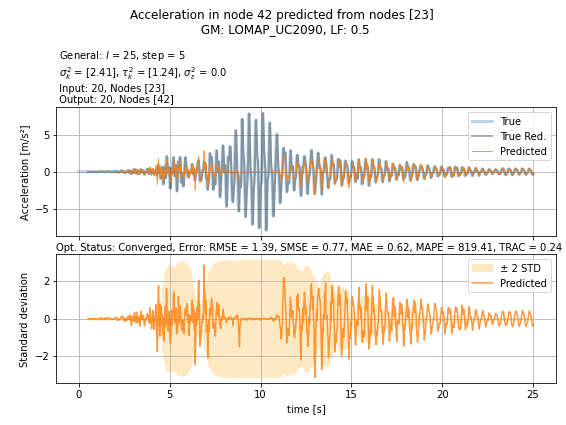 Acceleration in node 42 predicted from nodes [23]
GM: LOMAP_UC2090, LF: 0.5
General: l = 25, step = 5
σ²ₖ = [2.41], τ²ₖ = [1.24], σ²ε = 0.0
Input: 20, Nodes [23]
Output: 20, Nodes [42]
Acceleration [m/s²]
5
0
−5
True
True Red.
Predicted
Opt. Status: Converged, Error: RMSE = 1.39, SMSE = 0.77, MAE = 0.62, MAPE = 819.41, TRAC = 0.24
Standard deviation
2
0
−2
± 2 STD
Predicted
0 5 10 15 20 25
time [s]